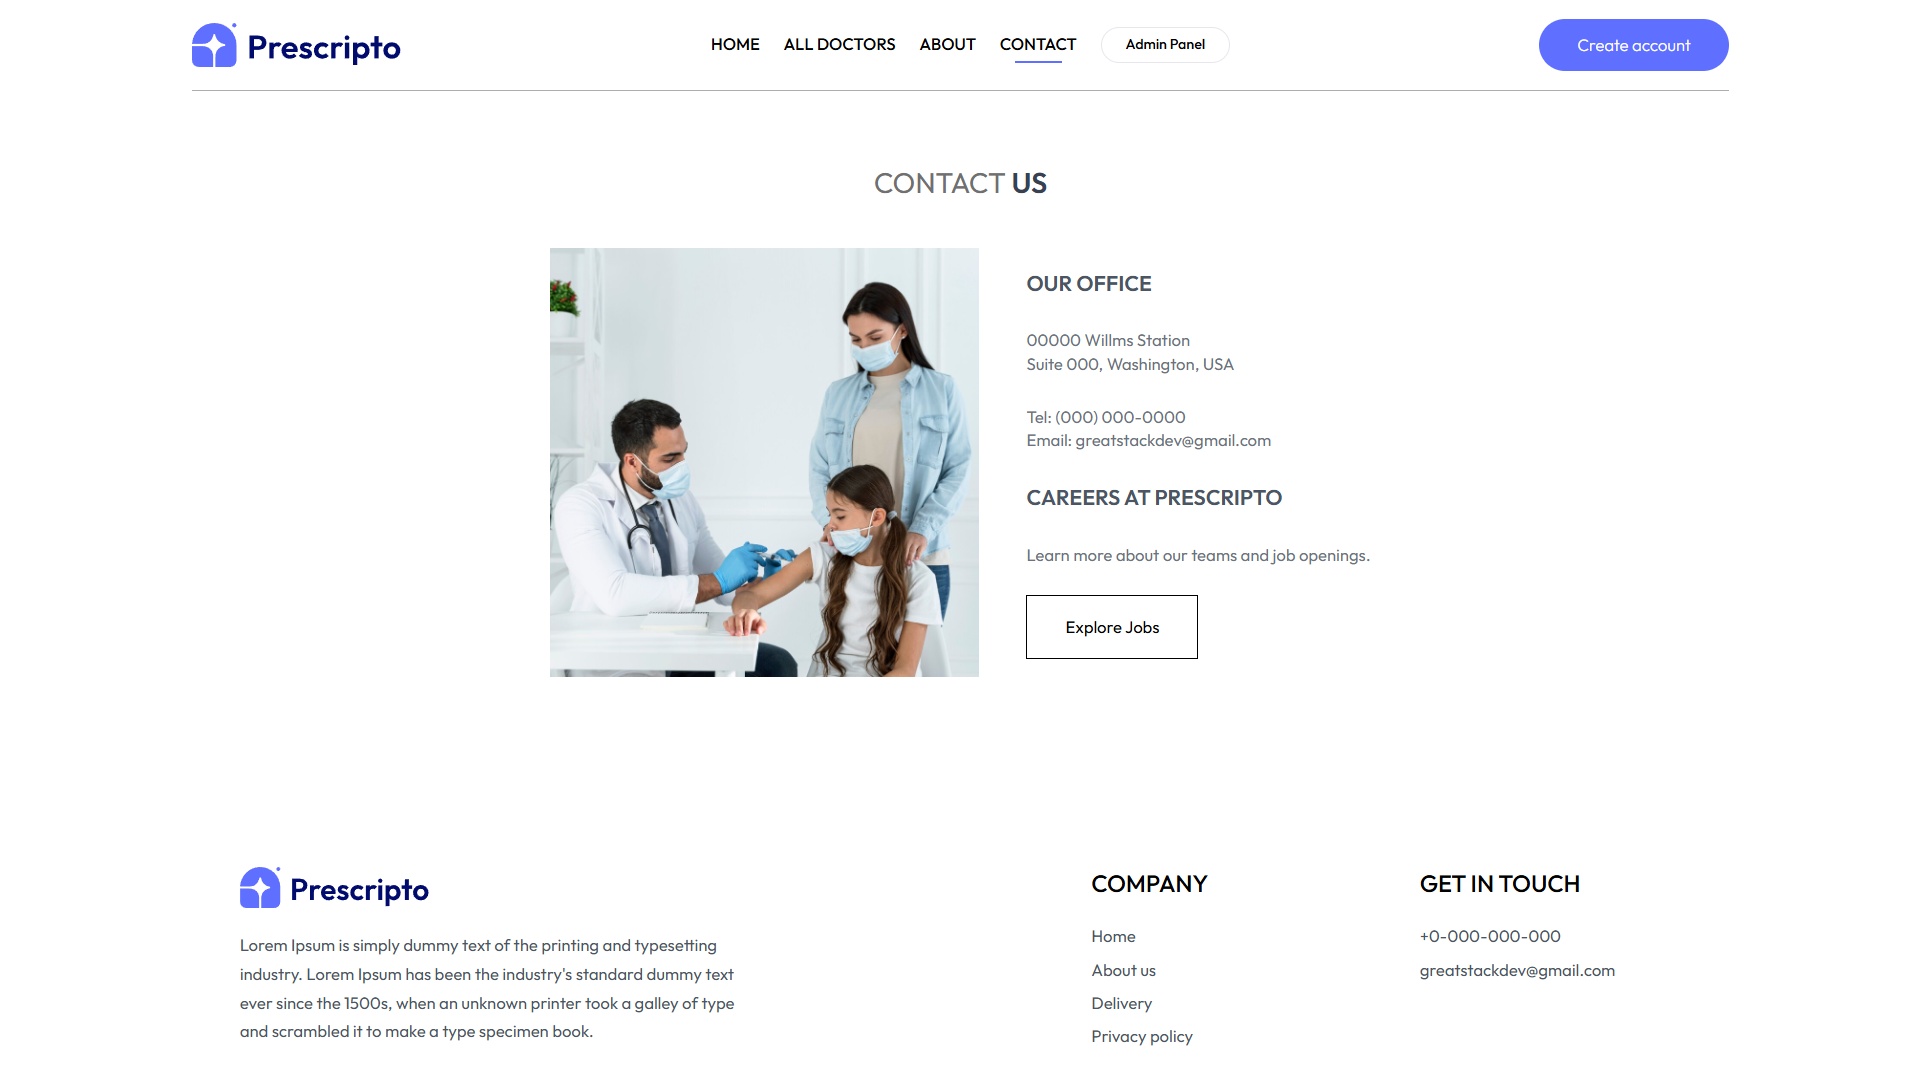 Prescripto
HOME
ALL DOCTORS
ABOUT
CONTACT
Admin Panel
Create account
CONTACT US
OUR OFFICE
00000 Willms Station
Suite 000, Washington, USA
Tel: (000) 000-0000
Email: greatstackdev@gmail.com
CAREERS AT PRESCRIPTO
Learn more about our teams and job openings.
Explore Jobs
Prescripto
Lorem Ipsum is simply dummy text of the printing and typesetting
industry. Lorem Ipsum has been the industry's standard dummy text
ever since the 1500s, when an unknown printer took a galley of type
and scrambled it to make a type specimen book.
COMPANY
Home
About us
Delivery
Privacy policy
GET IN TOUCH
+0-000-000-000
greatstackdev@gmail.com